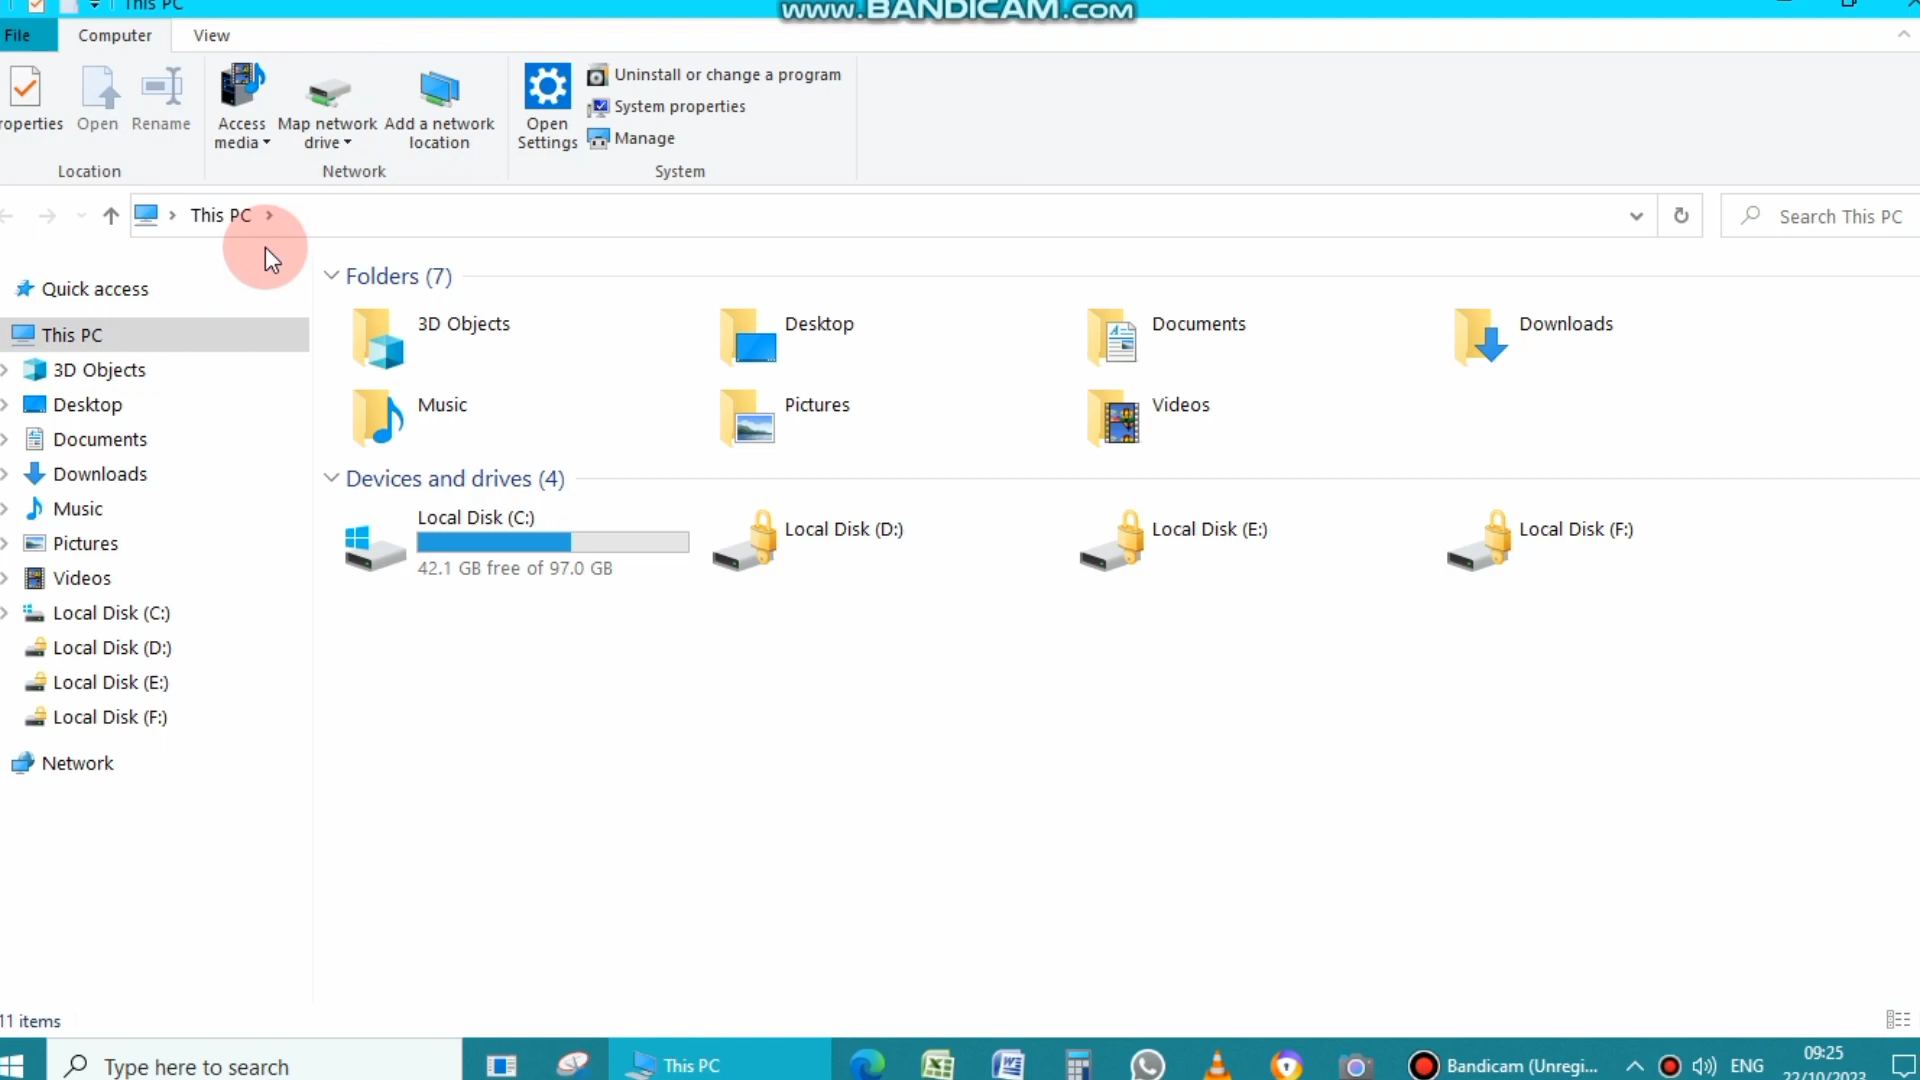 This PC
www.BANDICAM.com
File
Computer
View
roperties
Open
Rename
Access
media
Map network
drive
Add a network
location
Open
Settings
Uninstall or change a program
System properties
Manage
Location
Network
System
This PC
Search This PC
Quick access
This PC
3D Objects
Desktop
Documents
Downloads
Music
Pictures
Videos
Local Disk (C:)
Local Disk (D:)
Local Disk (E:)
Local Disk (F:)
Network
Folders (7)
3D Objects
Desktop
Documents
Downloads
Music
Pictures
Videos
Devices and drives (4)
Local Disk (C:)
42.1 GB free of 97.0 GB
Local Disk (D:)
Local Disk (E:)
Local Disk (F:)
11 items
Type here to search
This PC
Bandicam (Unregi...
ENG
09:25
22/10/2023